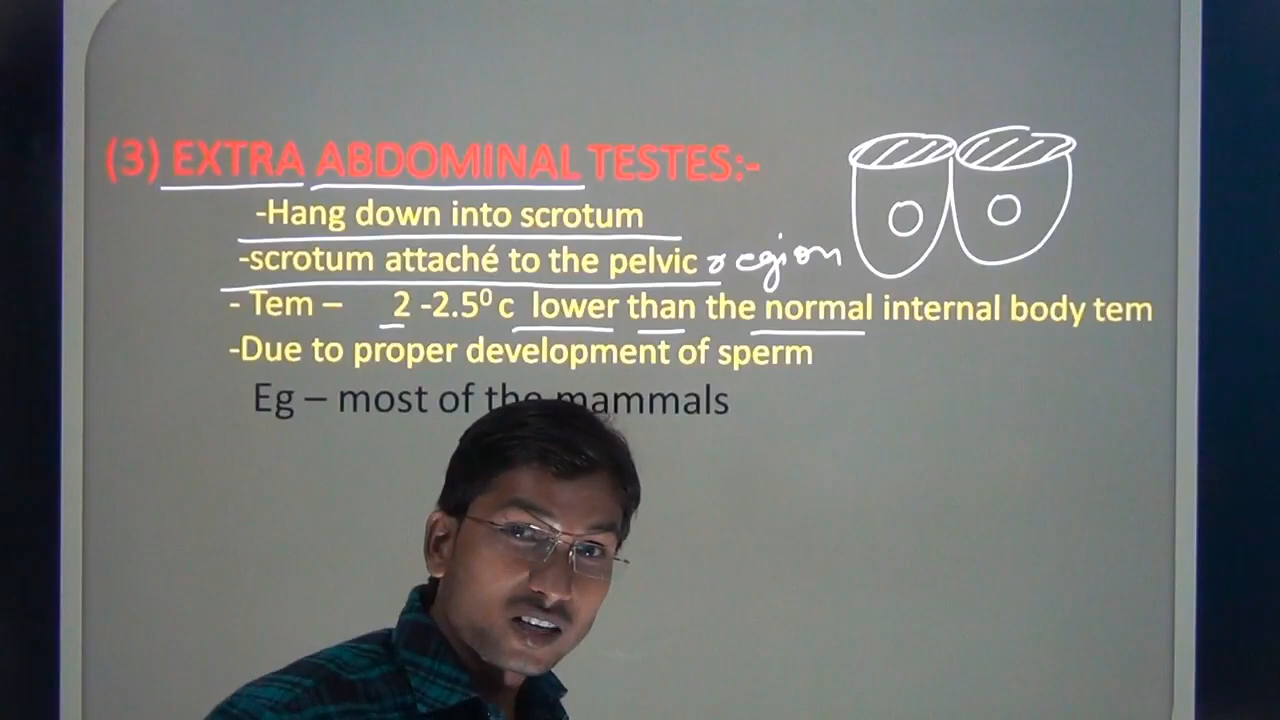 (3) EXTRA ABDOMINAL TESTES:-
-Hang down into scrotum
-scrotum attaché to the pelvic region
- Tem – 2 -2.5⁰ c lower than the normal internal body tem
-Due to proper development of sperm
Eg – most of the mammals